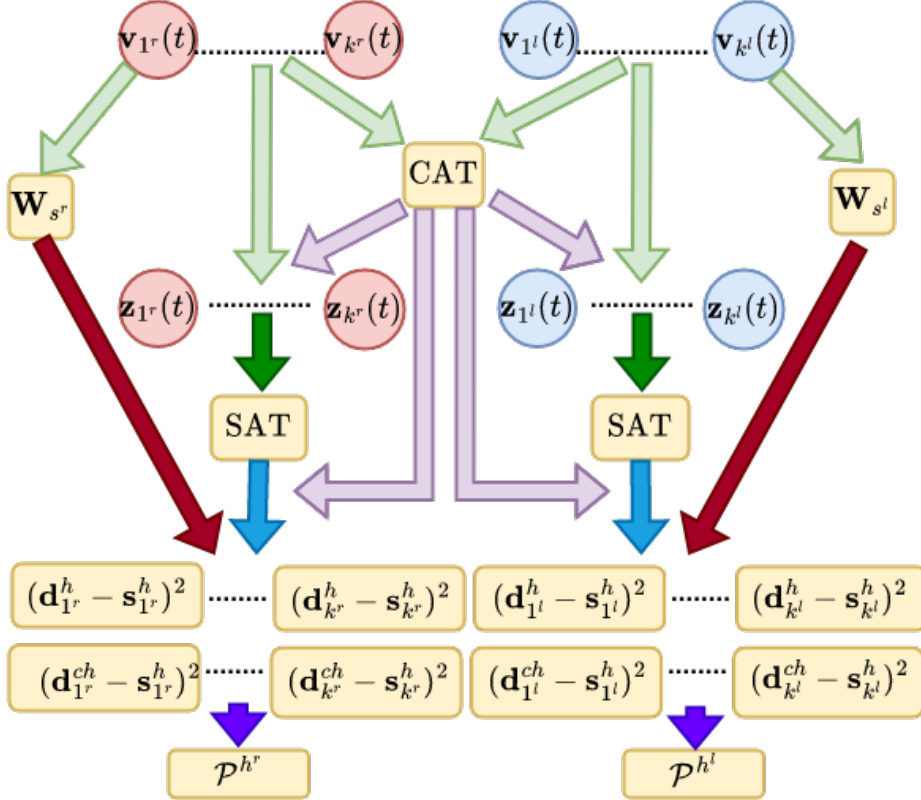 𝐯_{1^r}(t) 𝐯_{k^r}(t) 𝐯_{1^l}(t) 𝐯_{k^l}(t)
CAT
𝐖_{s^r} 𝐖_{s^l}
𝐳_{1^r}(t) 𝐳_{k^r}(t) 𝐳_{1^l}(t) 𝐳_{k^l}(t)
SAT SAT
(𝐝^h_{1^r} − 𝐬^h_{1^r})^2 (𝐝^h_{k^r} − 𝐬^h_{k^r})^2 (𝐝^h_{1^l} − 𝐬^h_{1^l})^2 (𝐝^h_{k^l} − 𝐬^h_{k^l})^2
(𝐝^{ch}_{1^r} − 𝐬^h_{1^r})^2 (𝐝^{ch}_{k^r} − 𝐬^h_{k^r})^2 (𝐝^{ch}_{1^l} − 𝐬^h_{1^l})^2 (𝐝^{ch}_{k^l} − 𝐬^h_{k^l})^2
𝒫^{h^r} 𝒫^{h^l}